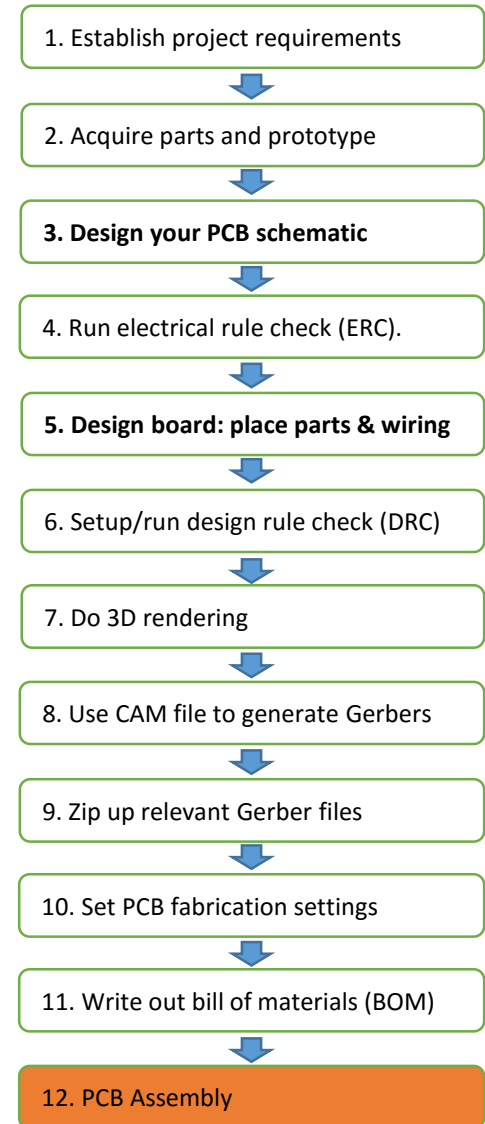 1. Establish project requirements
2. Acquire parts and prototype
3. Design your PCB schematic
4. Run electrical rule check (ERC).
5. Design board: place parts & wiring
6. Setup/run design rule check (DRC)
7. Do 3D rendering
8. Use CAM file to generate Gerbers
9. Zip up relevant Gerber files
10. Set PCB fabrication settings
11. Write out bill of materials (BOM)
12. PCB Assembly